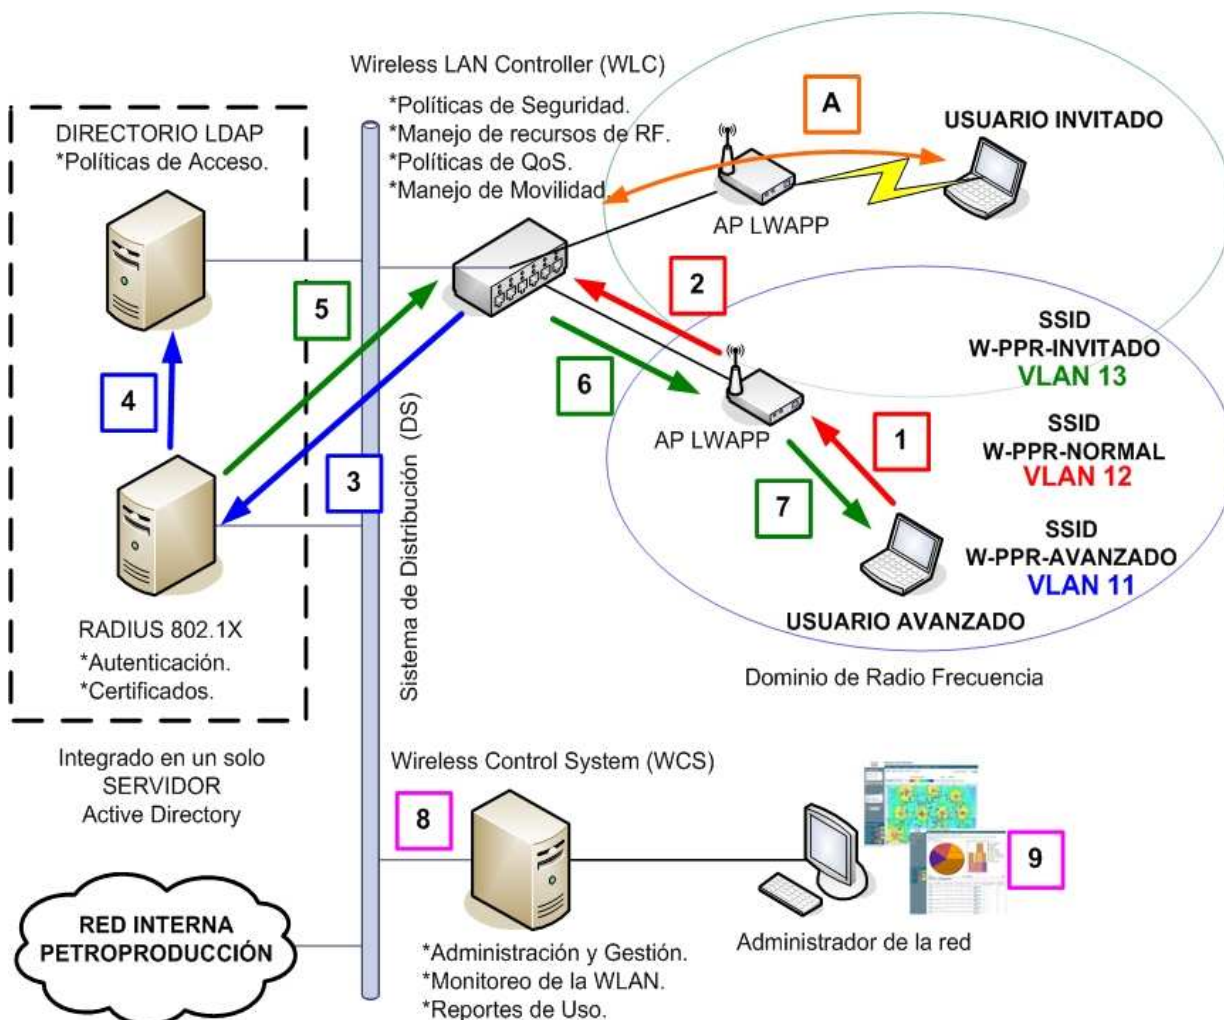 Wireless LAN Controller (WLC)
*Políticas de Seguridad.
*Manejo de recursos de RF.
*Políticas de QoS.
*Manejo de Movilidad.
DIRECTORIO LDAP
*Políticas de Acceso.
A
USUARIO INVITADO
AP LWAPP
2
5
SSID
W-PPR-INVITADO
VLAN 13
6
4
AP LWAPP
1
SSID
W-PPR-NORMAL
VLAN 12
3
7
SSID
W-PPR-AVANZADO
VLAN 11
Sistema de Distribución (DS)
USUARIO AVANZADO
RADIUS 802.1X
*Autenticación.
*Certificados.
Dominio de Radio Frecuencia
Integrado en un solo
SERVIDOR
Active Directory
Wireless Control System (WCS)
8
9
RED INTERNA
PETROPRODUCCIÓN
Administrador de la red
*Administración y Gestión.
*Monitoreo de la WLAN.
*Reportes de Uso.